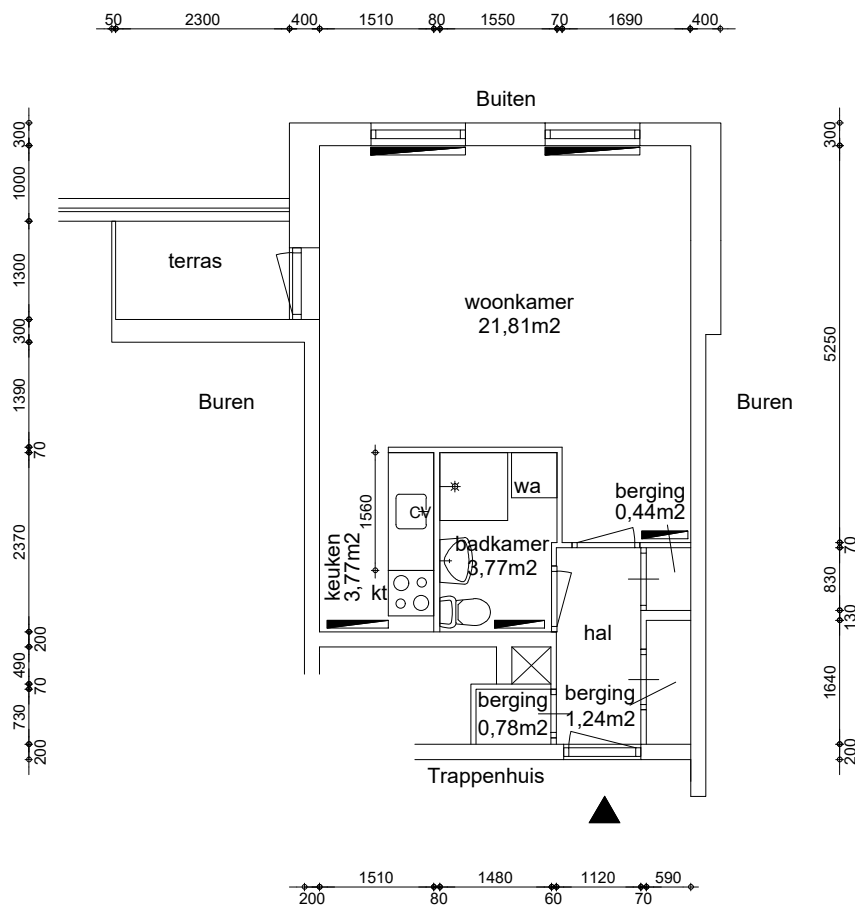 50 2300 400 1510 80 1550 70 1690 400
Buiten
300
1000
1300
300
1390
70
2370
200
490
70
730
200
300
5250
70
830
130
1640
200
terras
woonkamer
21,81m2
Buren
Buren
berging
0,44m2
wa
CV
1560
keuken
3,77m2
kt
badkamer
3,77m2
hal
berging
0,78m2
berging
1,24m2
Trappenhuis
200 1510 80 1480 60 1120 70 590